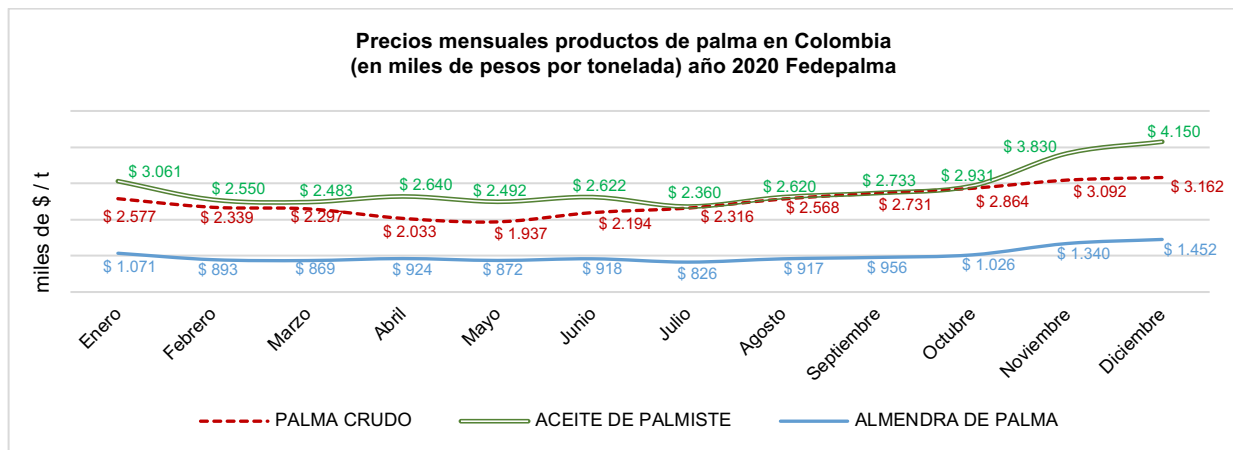 Precios mensuales productos de palma en Colombia
(en miles de pesos por tonelada) año 2020 Fedepalma
miles de $ / t
$ 3.061 $ 2.550 $ 2.483 $ 2.640 $ 2.492 $ 2.622 $ 2.360 $ 2.620 $ 2.733 $ 2.931 $ 3.830 $ 4.150
$ 2.577 $ 2.339 $ 2.297 $ 2.033 $ 1.937 $ 2.194 $ 2.316 $ 2.568 $ 2.731 $ 2.864 $ 3.092 $ 3.162
$ 1.071 $ 893 $ 869 $ 924 $ 872 $ 918 $ 826 $ 917 $ 956 $ 1.026 $ 1.340 $ 1.452
Enero Febrero Marzo Abril Mayo Junio Julio Agosto Septiembre Octubre Noviembre Diciembre
PALMA CRUDO ACEITE DE PALMISTE ALMENDRA DE PALMA